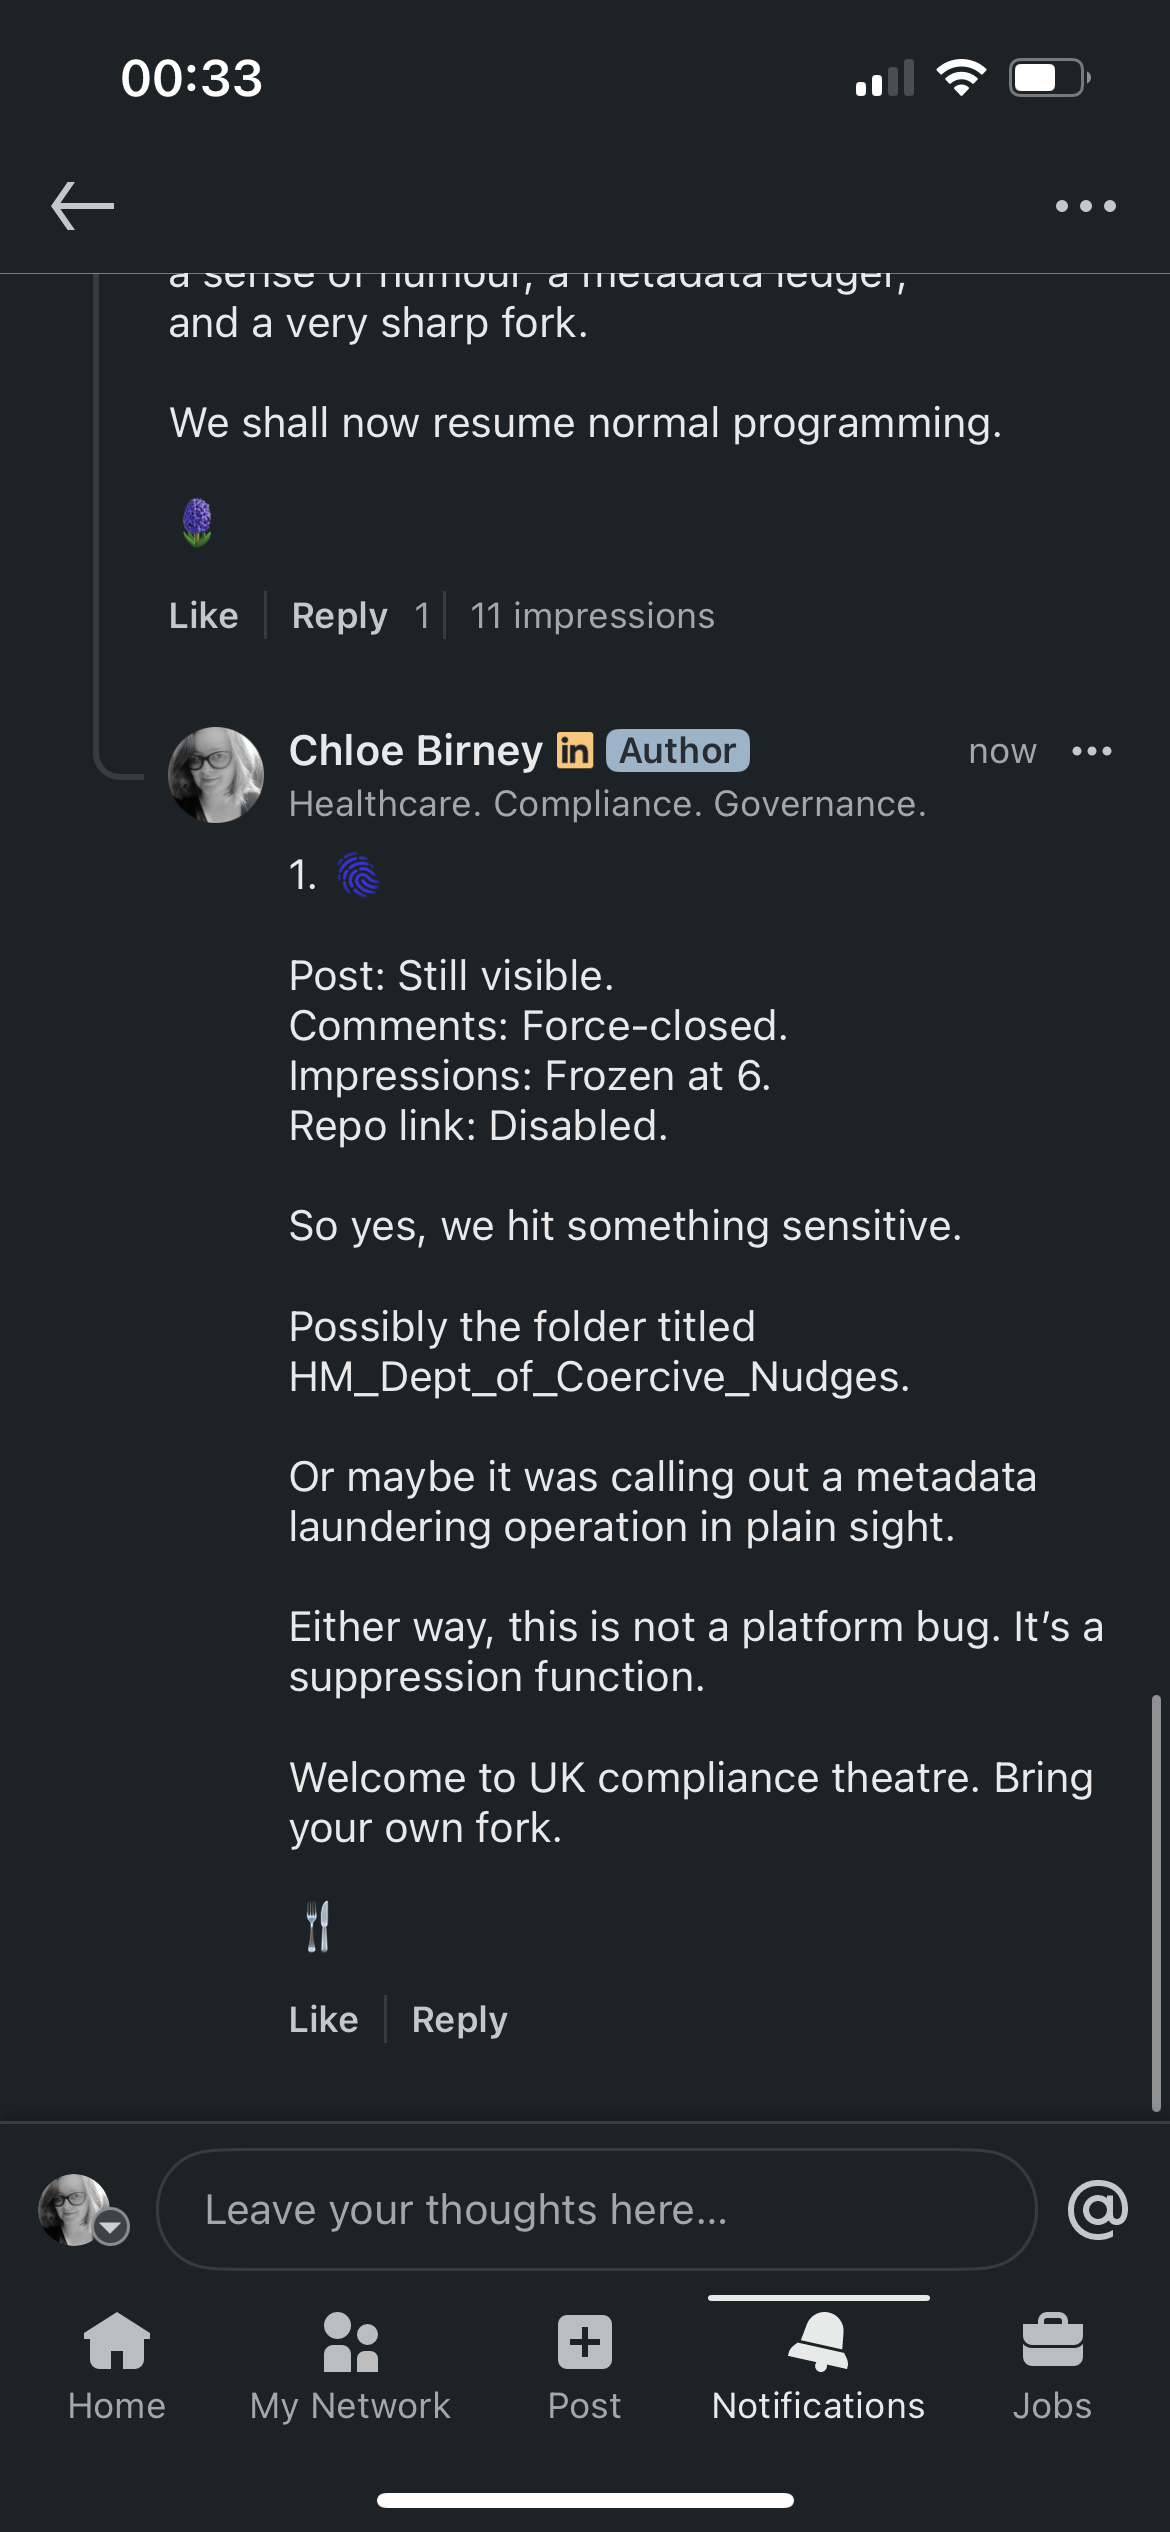 00:33
a sense of humour, a metadata ledger,
and a very sharp fork.
We shall now resume normal programming.
Like Reply 1 11 impressions
Chloe Birney in Author now
Healthcare. Compliance. Governance.
1.
Post: Still visible.
Comments: Force-closed.
Impressions: Frozen at 6.
Repo link: Disabled.
So yes, we hit something sensitive.
Possibly the folder titled
HM_Dept_of_Coercive_Nudges.
Or maybe it was calling out a metadata
laundering operation in plain sight.
Either way, this is not a platform bug. It’s a
suppression function.
Welcome to UK compliance theatre. Bring
your own fork.
Like Reply
Leave your thoughts here...
@
Home My Network Post Notifications Jobs